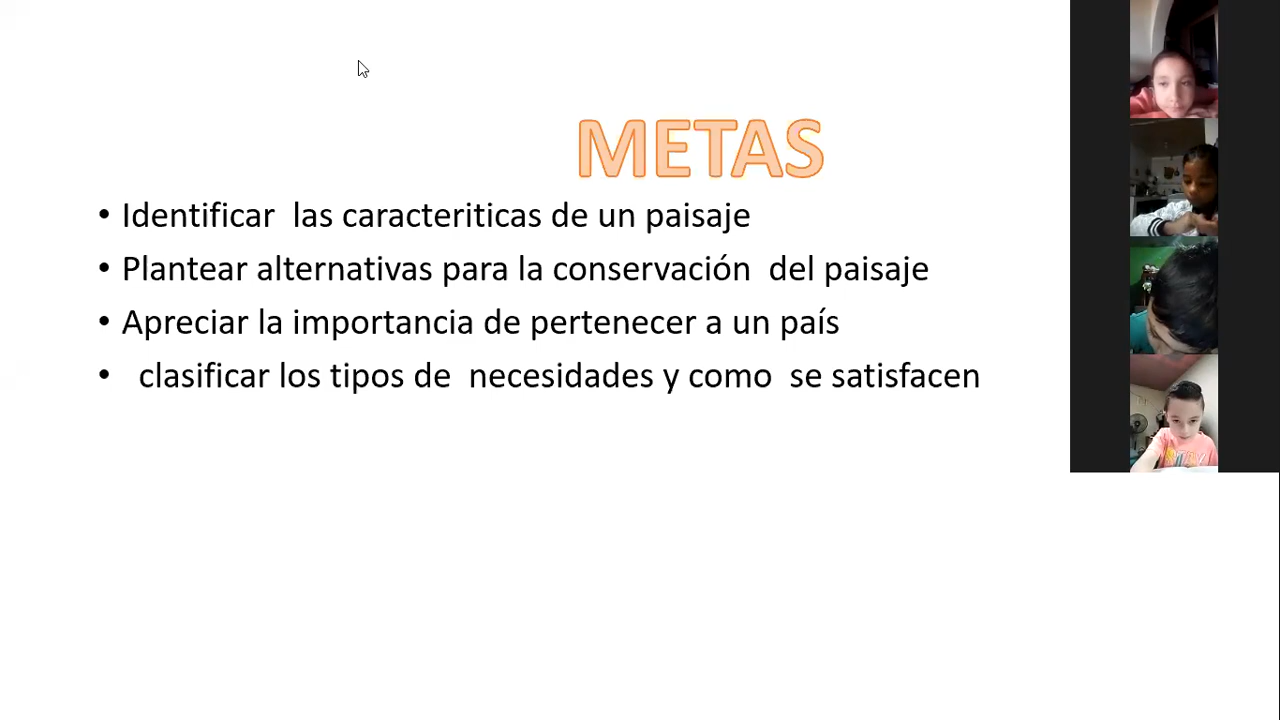 METAS
• Identificar las caracteriticas de un paisaje
• Plantear alternativas para la conservación del paisaje
• Apreciar la importancia de pertenecer a un país
• clasificar los tipos de necesidades y como se satisfacen